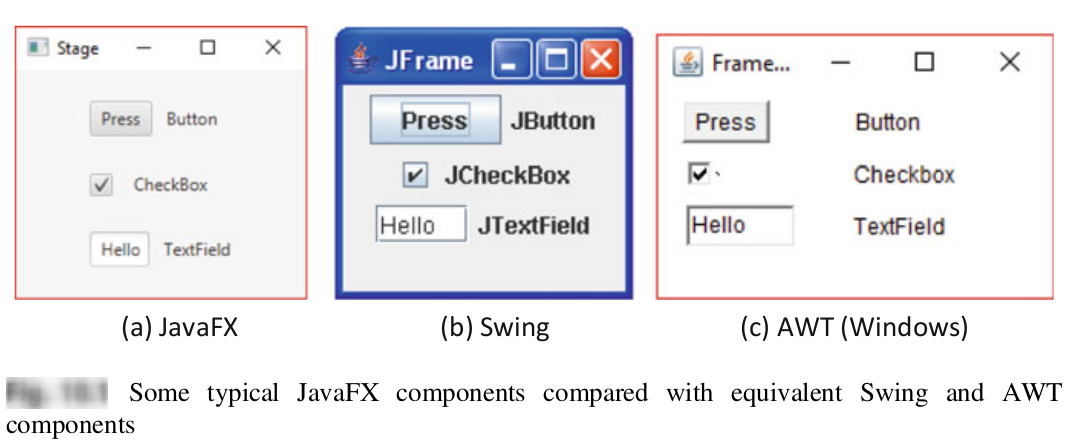 Stage
Press Button
CheckBox
Hello TextField
(a) JavaFX
JFrame
Press JButton
JCheckBox
Hello JTextField
(b) Swing
Frame...
Press Button
Checkbox
Hello TextField
(c) AWT (Windows)
Some typical JavaFX components compared with equivalent Swing and AWT
components